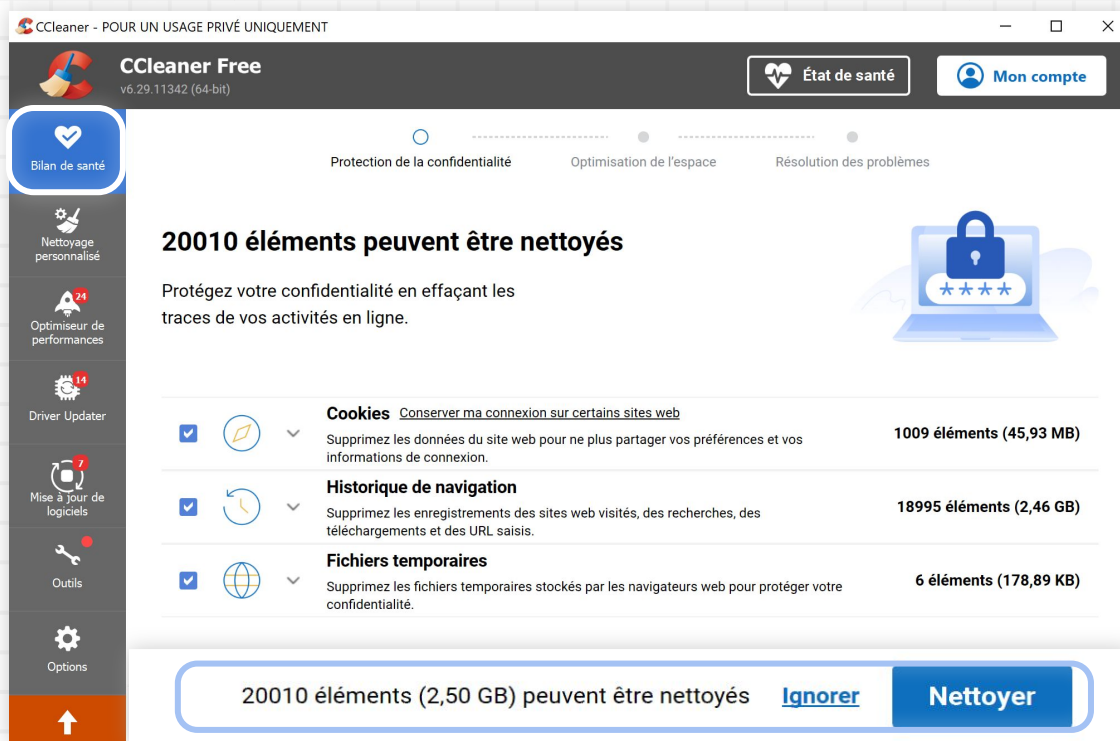 CCleaner - POUR UN USAGE PRIVÉ UNIQUEMENT
CCleaner Free
v6.29.11342 (64-bit)
État de santé
Mon compte
Bilan de santé
Nettoyage
personnalisé
24
Optimiseur de
performances
14
Driver Updater
7
Mise à jour de
logiciels
Outils
Options
Protection de la confidentialité
Optimisation de l'espace
Résolution des problèmes
20010 éléments peuvent être nettoyés
Protégez votre confidentialité en effaçant les
traces de vos activités en ligne.
****
Cookies Conserver ma connexion sur certains sites web
Supprimez les données du site web pour ne plus partager vos préférences et vos
informations de connexion.
1009 éléments (45,93 MB)
Historique de navigation
Supprimez les enregistrements des sites web visités, des recherches, des
téléchargements et des URL saisis.
18995 éléments (2,46 GB)
Fichiers temporaires
Supprimez les fichiers temporaires stockés par les navigateurs web pour protéger votre
confidentialité.
6 éléments (178,89 KB)
20010 éléments (2,50 GB) peuvent être nettoyés Ignorer Nettoyer